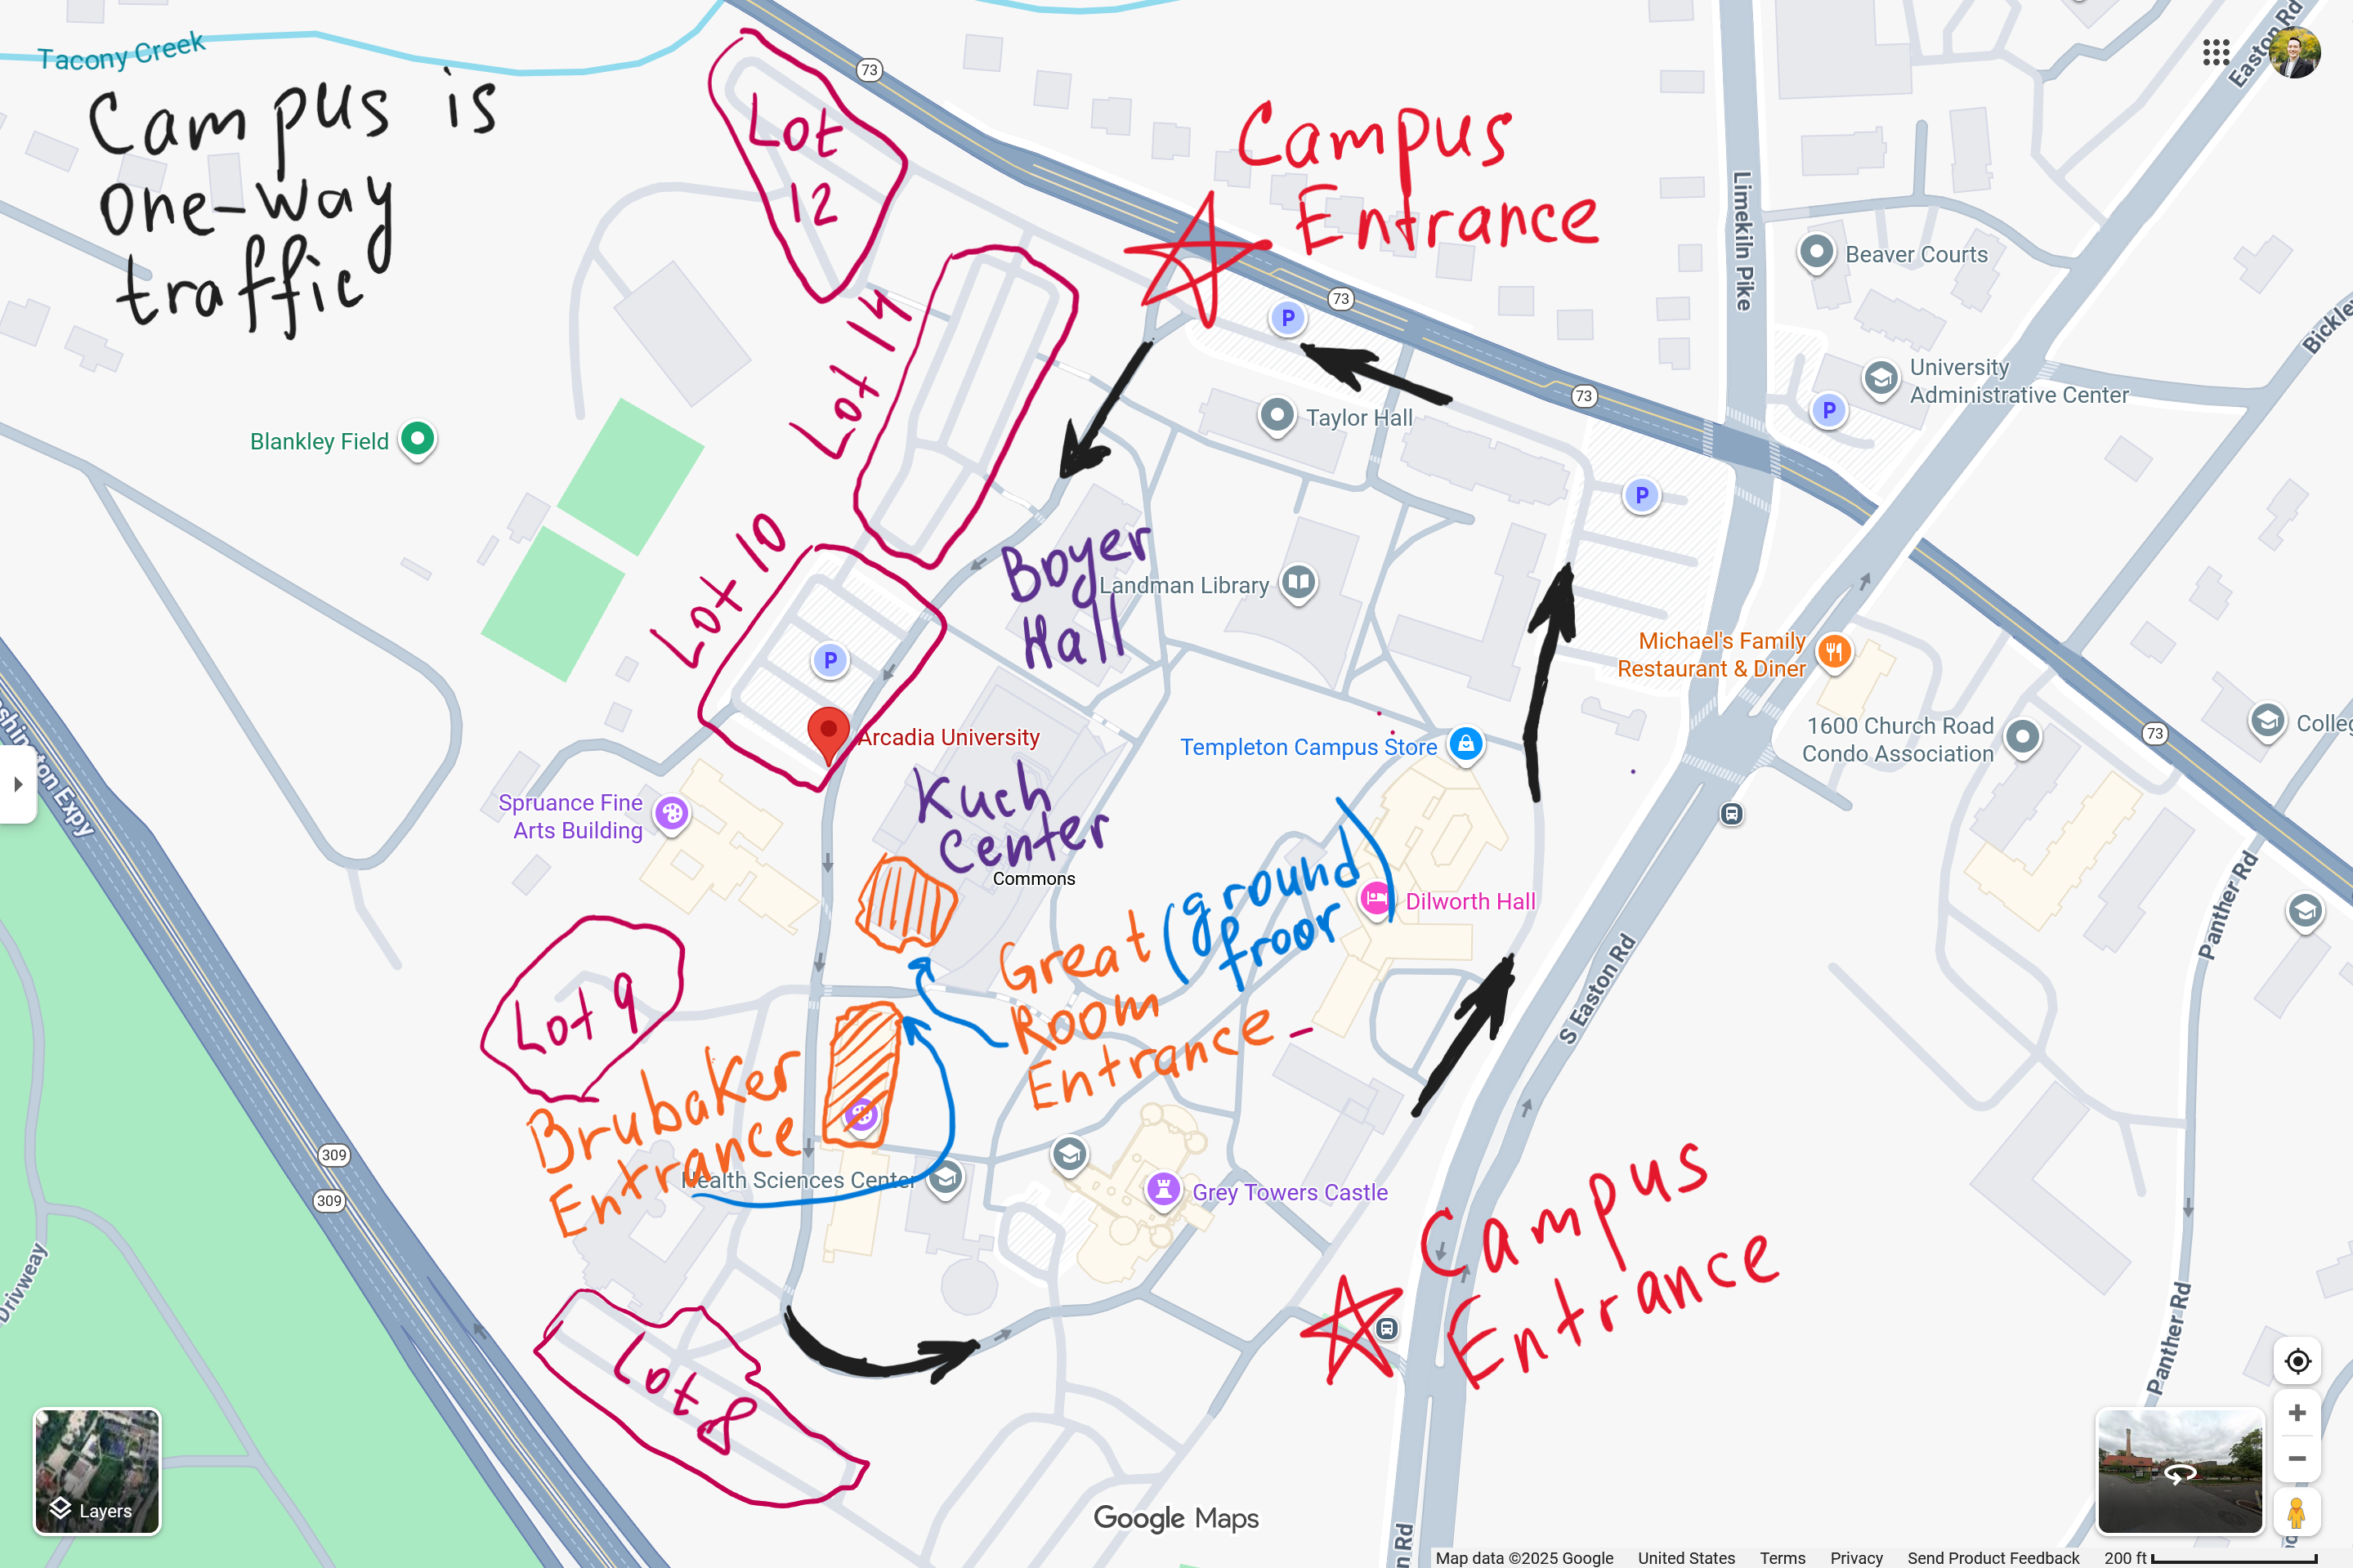 Tacony Creek
Campus is
one-way
traffic
Lot
12
Campus
Entrance
73
73
73
73
Easton Rd
Limekiln Pike
Beaver Courts
University
Administrative Center
P
P
P
P
Taylor Hall
Blankley Field
Lot 14
Lot 10
Boyer
Hall
Landman Library
Michael's Family
Restaurant & Diner
1600 Church Road
Condo Association
Arcadia University
Templeton Campus Store
Spruance Fine
Arts Building
Kuch
Center
Commons
Dilworth Hall
(ground
froor)
Great
Room
Entrance -
Lot 9
Brubaker
Entrance
Health Sciences Center
Grey Towers Castle
S Easton Rd
Panther Rd
Panther Rd
309
309
Driveway
Campus
Entrance
Lot 8
Layers
Google Maps
Map data ©2025 Google United States Terms Privacy Send Product Feedback 200 ft